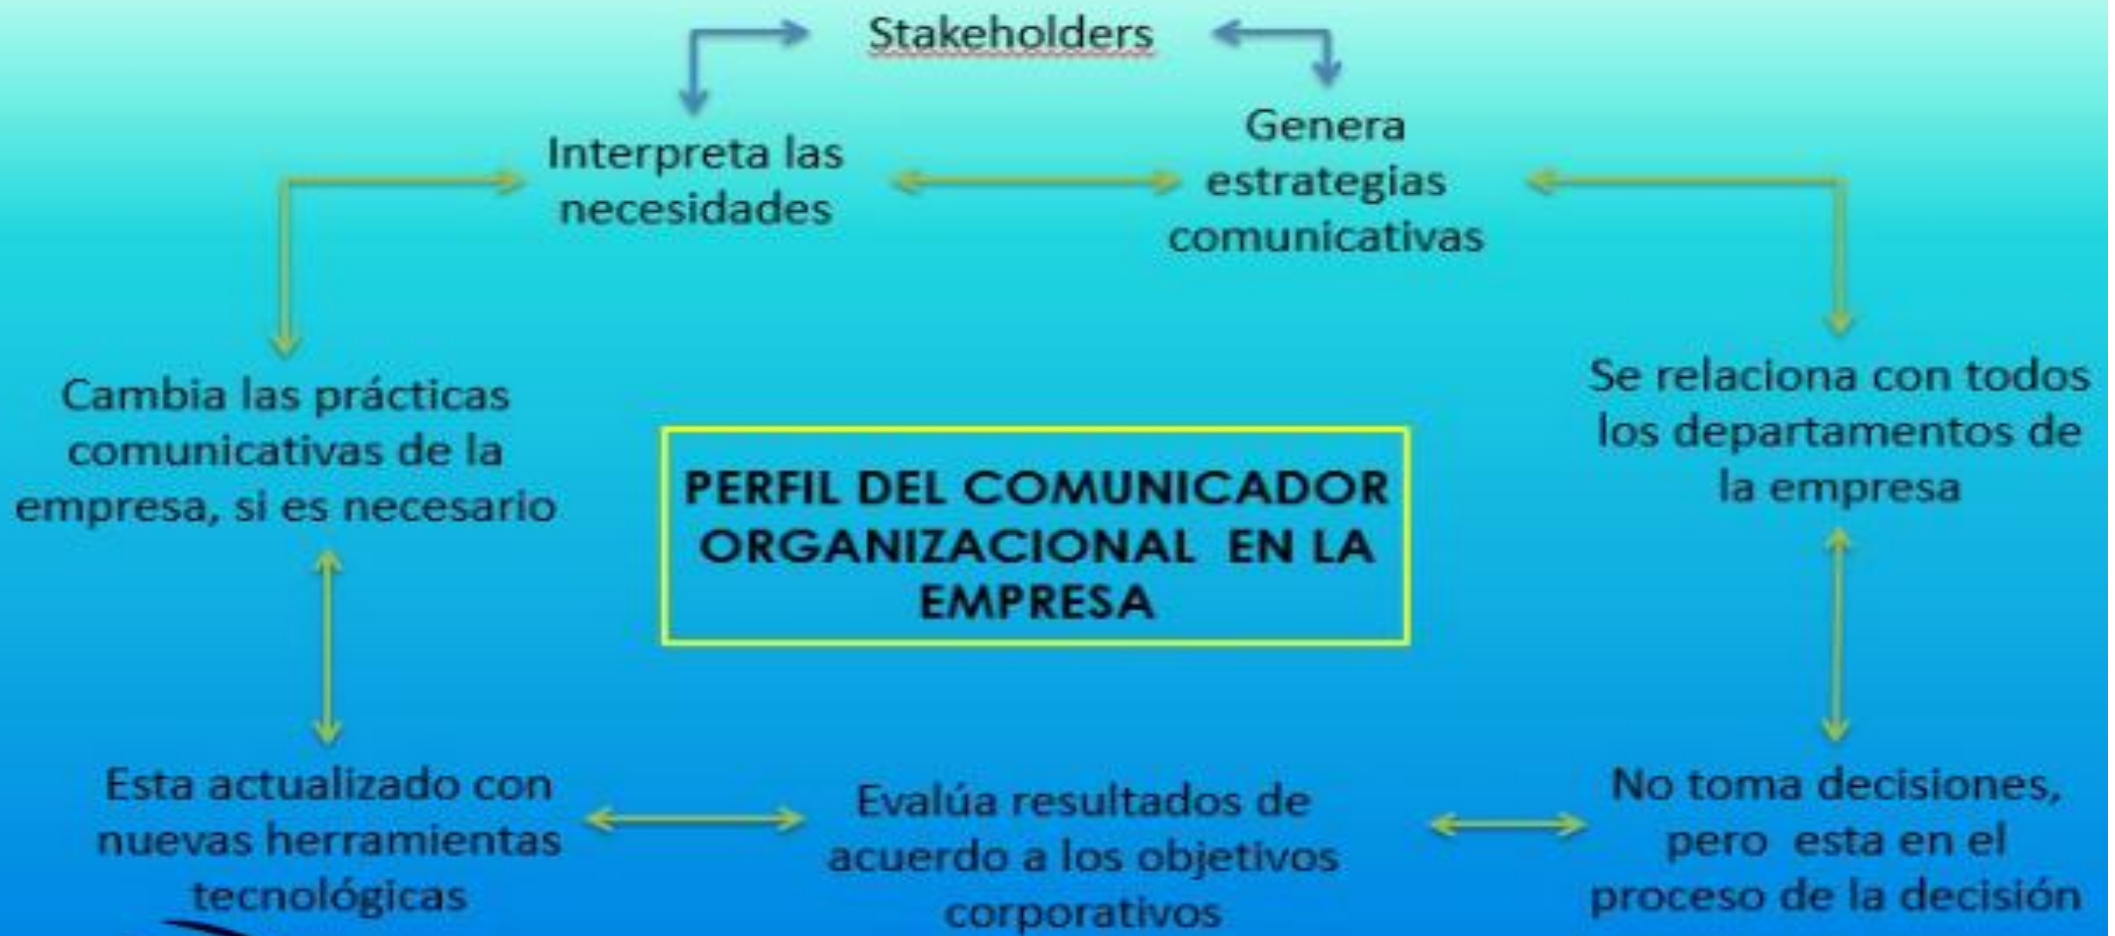 Stakeholders
Interpreta las
necesidades
Genera
estrategias
comunicativas
Cambia las prácticas
comunicativas de la
empresa, si es necesario
PERFIL DEL COMUNICADOR
ORGANIZACIONAL EN LA
EMPRESA
Se relaciona con todos
los departamentos de
la empresa
Esta actualizado con
nuevas herramientas
tecnológicas
Evalúa resultados de
acuerdo a los objetivos
corporativos
No toma decisiones,
pero esta en el
proceso de la decisión